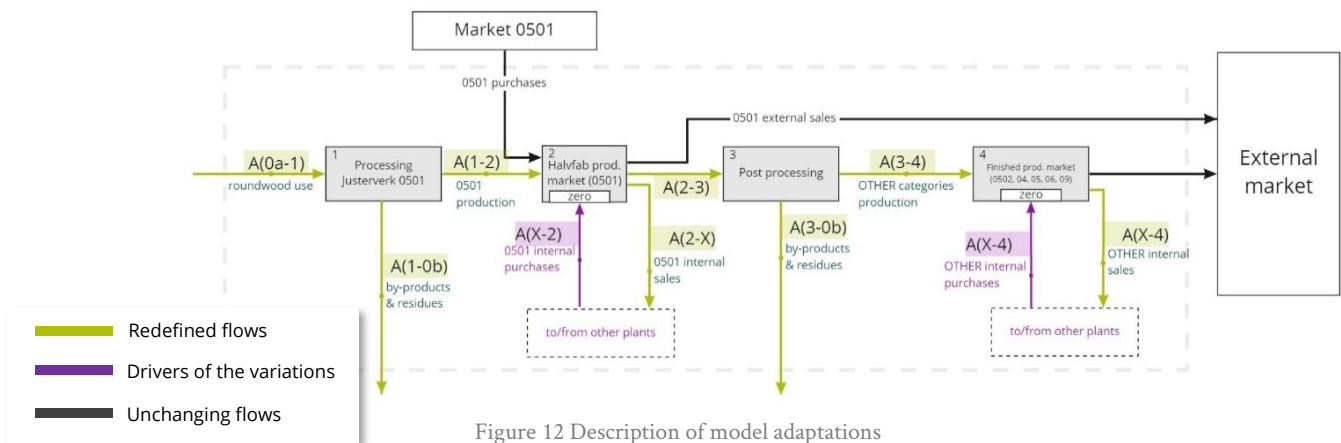 Market 0501
0501 purchases
0501 external sales
External
market
A(0a-1)
roundwood use
1
Processing
Justerverk 0501
A(1-2)
0501
production
2
Halvfab prod.
market (0501)
zero
A(2-3)
3
Post processing
A(3-4)
OTHER categories
production
4
Finished prod. market
(0502, 04, 05, 06, 09)
zero
A(1-0b)
by-products
& residues
A(X-2)
0501 internal
purchases
A(2-X)
0501 internal
sales
A(3-0b)
by-products
& residues
A(X-4)
OTHER internal
purchases
A(X-4)
OTHER internal
sales
to/from other plants
to/from other plants
Redefined flows
Drivers of the variations
Unchanging flows
Figure 12 Description of model adaptations